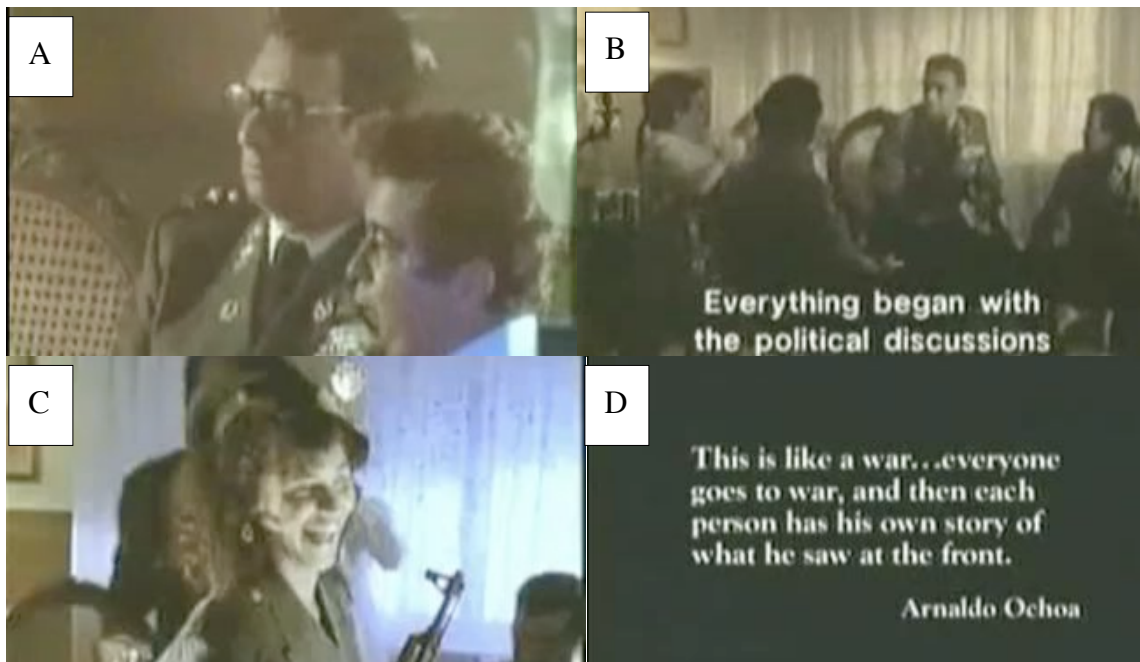 A
B
Everything began with
the political discussions
C
D
This is like a war...everyone
goes to war, and then each
person has his own story of
what he saw at the front.
Arnaldo Ochoa